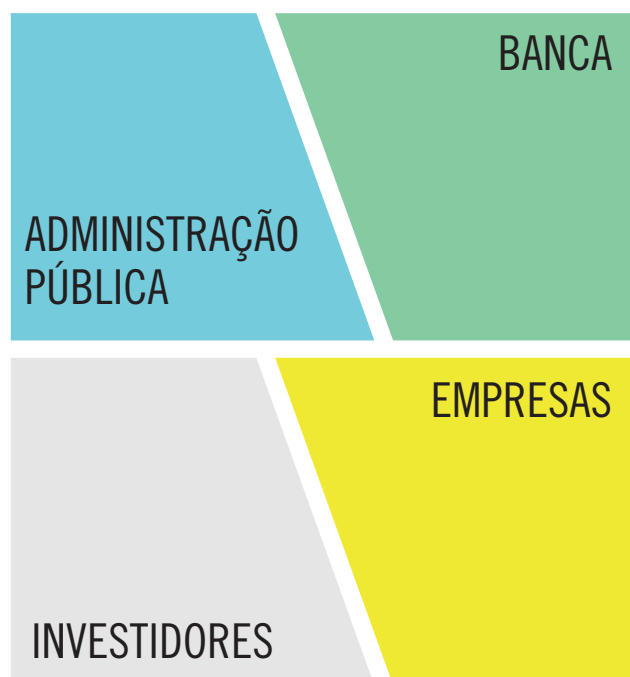 BANCA
ADMINISTRAÇÃO
PÚBLICA
EMPRESAS
INVESTIDORES